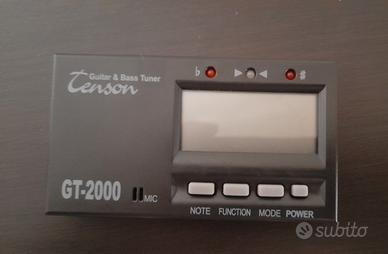 Guitar & Bass Tuner
tenson
♭ ▷ ◁ ♯
GT-2000
MIC
NOTE FUNCTION MODE POWER
subito